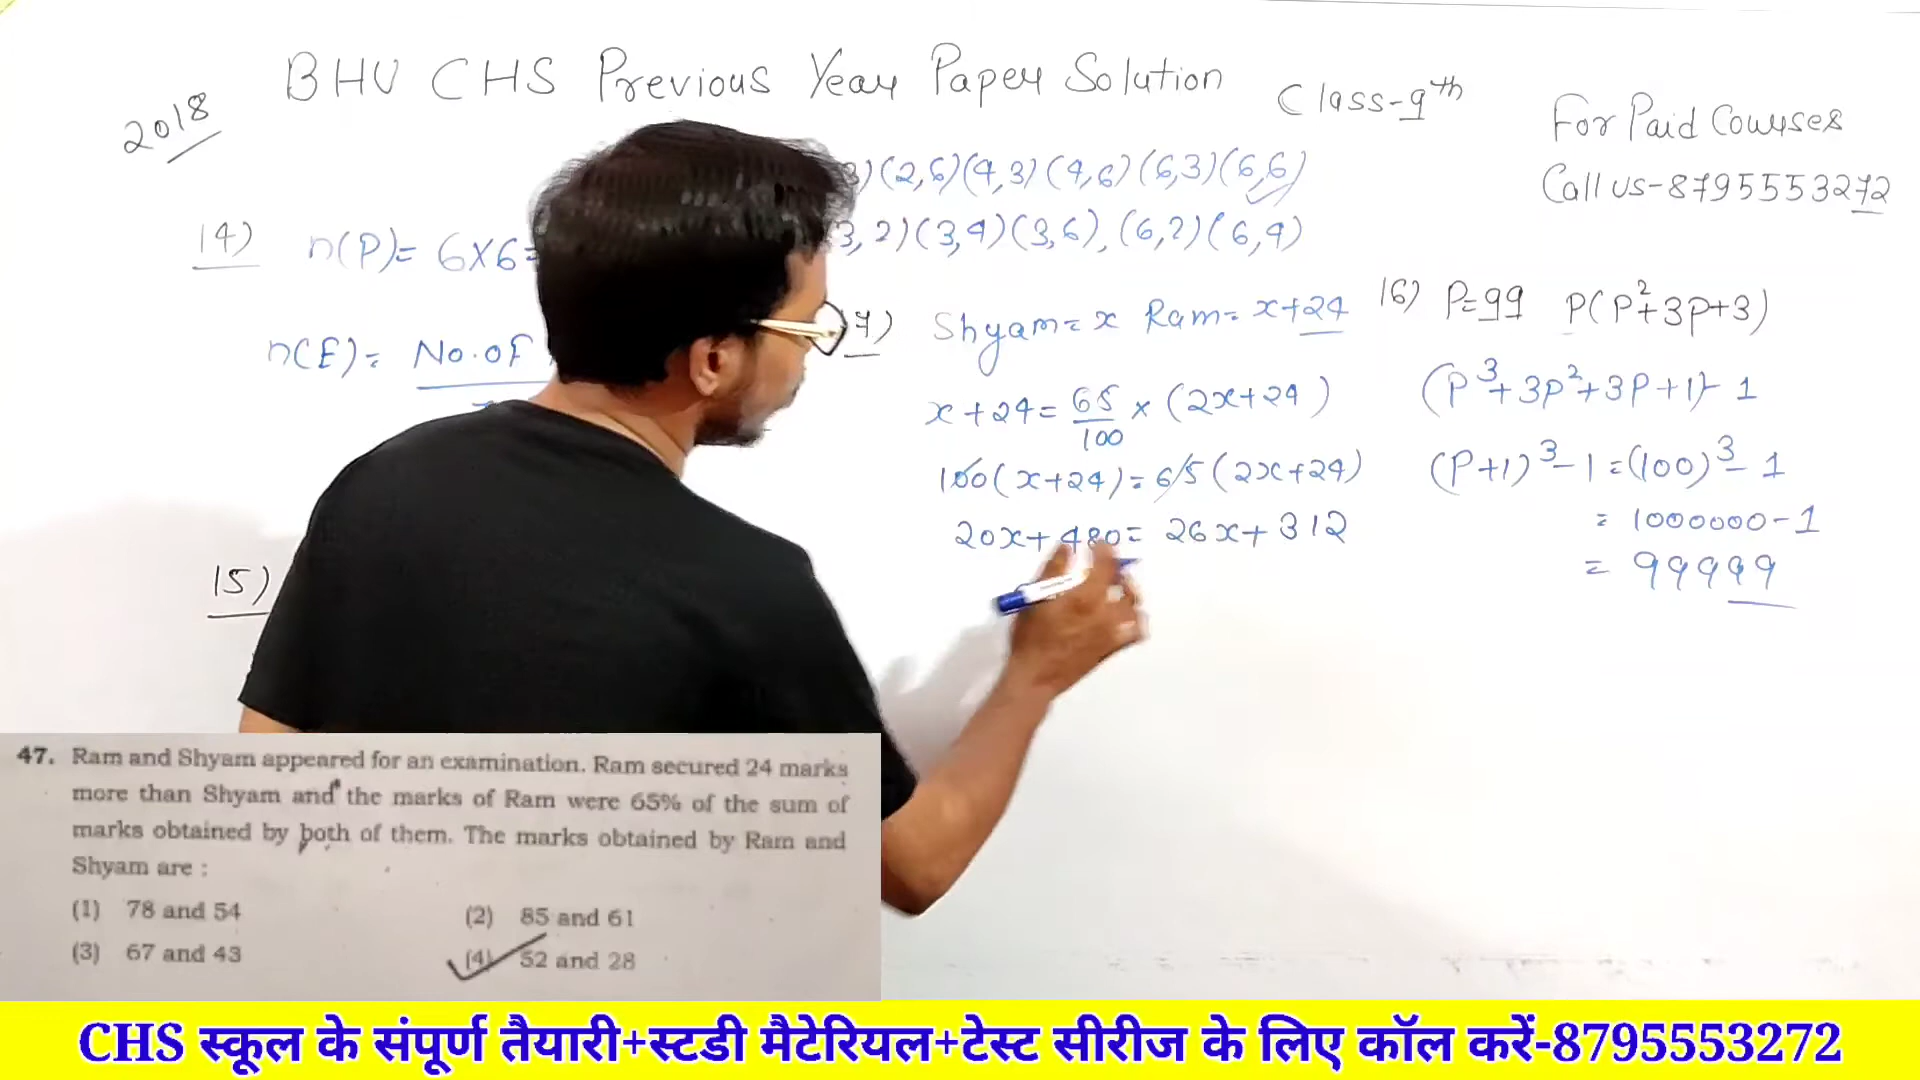 BHU CHS Previous Year Paper Solution
Class-9th
2018
For Paid Courses
Call us-8795553272
3)(2,6)(4,3)(4,6)(6,3)(6,6)
3,2)(3,4)(3,6),(6,2)(6,4)
14) n(P)= 6×6=
n(E)= No.of
15)
7) Shyam=x Ram=x+24
x+24=65/100×(2x+24)
100(x+24)=65(2x+24)
20x+480=26x+312
16) P=99 P(P²+3P+3)
(P³+3P²+3P+1)-1
(P+1)³-1=(100)³-1
=1000000-1
=99999
47. Ram and Shyam appeared for an examination. Ram secured 24 marks
more than Shyam and the marks of Ram were 65% of the sum of
marks obtained by both of them. The marks obtained by Ram and
Shyam are :
(1) 78 and 54 (2) 85 and 61
(3) 67 and 43 (4) 52 and 28
CHS स्कूल के संपूर्ण तैयारी+स्टडी मैटेरियल+टेस्ट सीरीज के लिए कॉल करें-8795553272